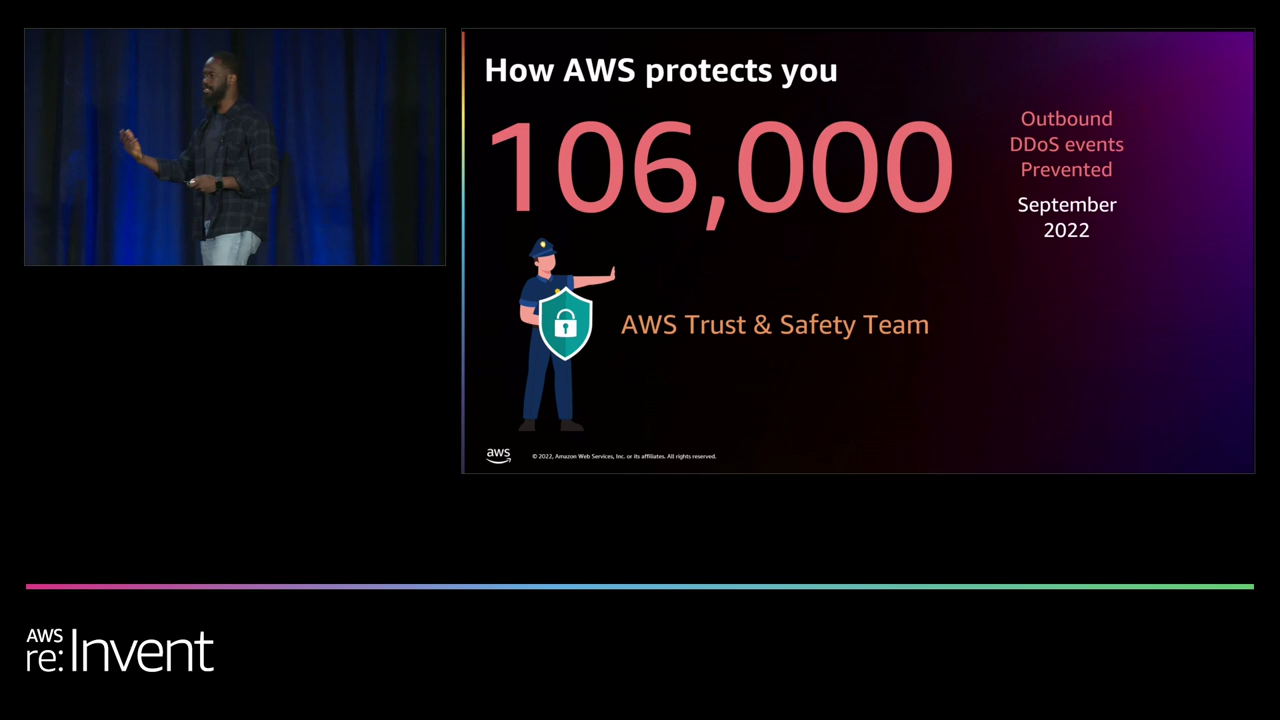 How AWS protects you
106,000
Outbound
DDoS events
Prevented
September
2022
AWS Trust & Safety Team
aws
© 2022, Amazon Web Services, Inc. or its affiliates. All rights reserved.
AWS
re:Invent